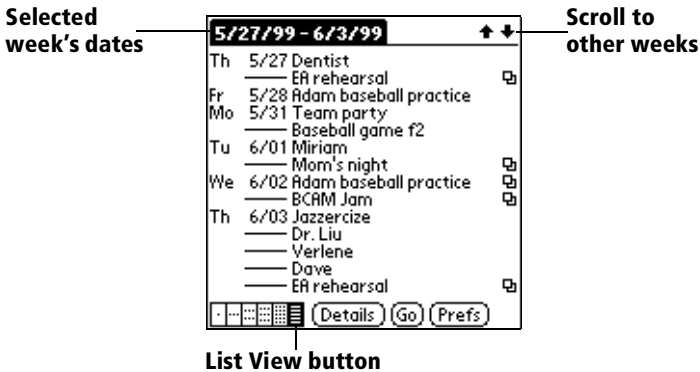 Selected
week's dates
5/27/99 - 6/3/99
Scroll to
other weeks
Th 5/27 Dentist
EA rehearsal
Fr 5/28 Adam baseball practice
Mo 5/31 Team party
Baseball game f2
Tu 6/01 Miriam
Mom's night
We 6/02 Adam baseball practice
BCAM Jam
Th 6/03 Jazzercize
Dr. Liu
Verlene
Dave
EA rehearsal
Details Go Prefs
List View button